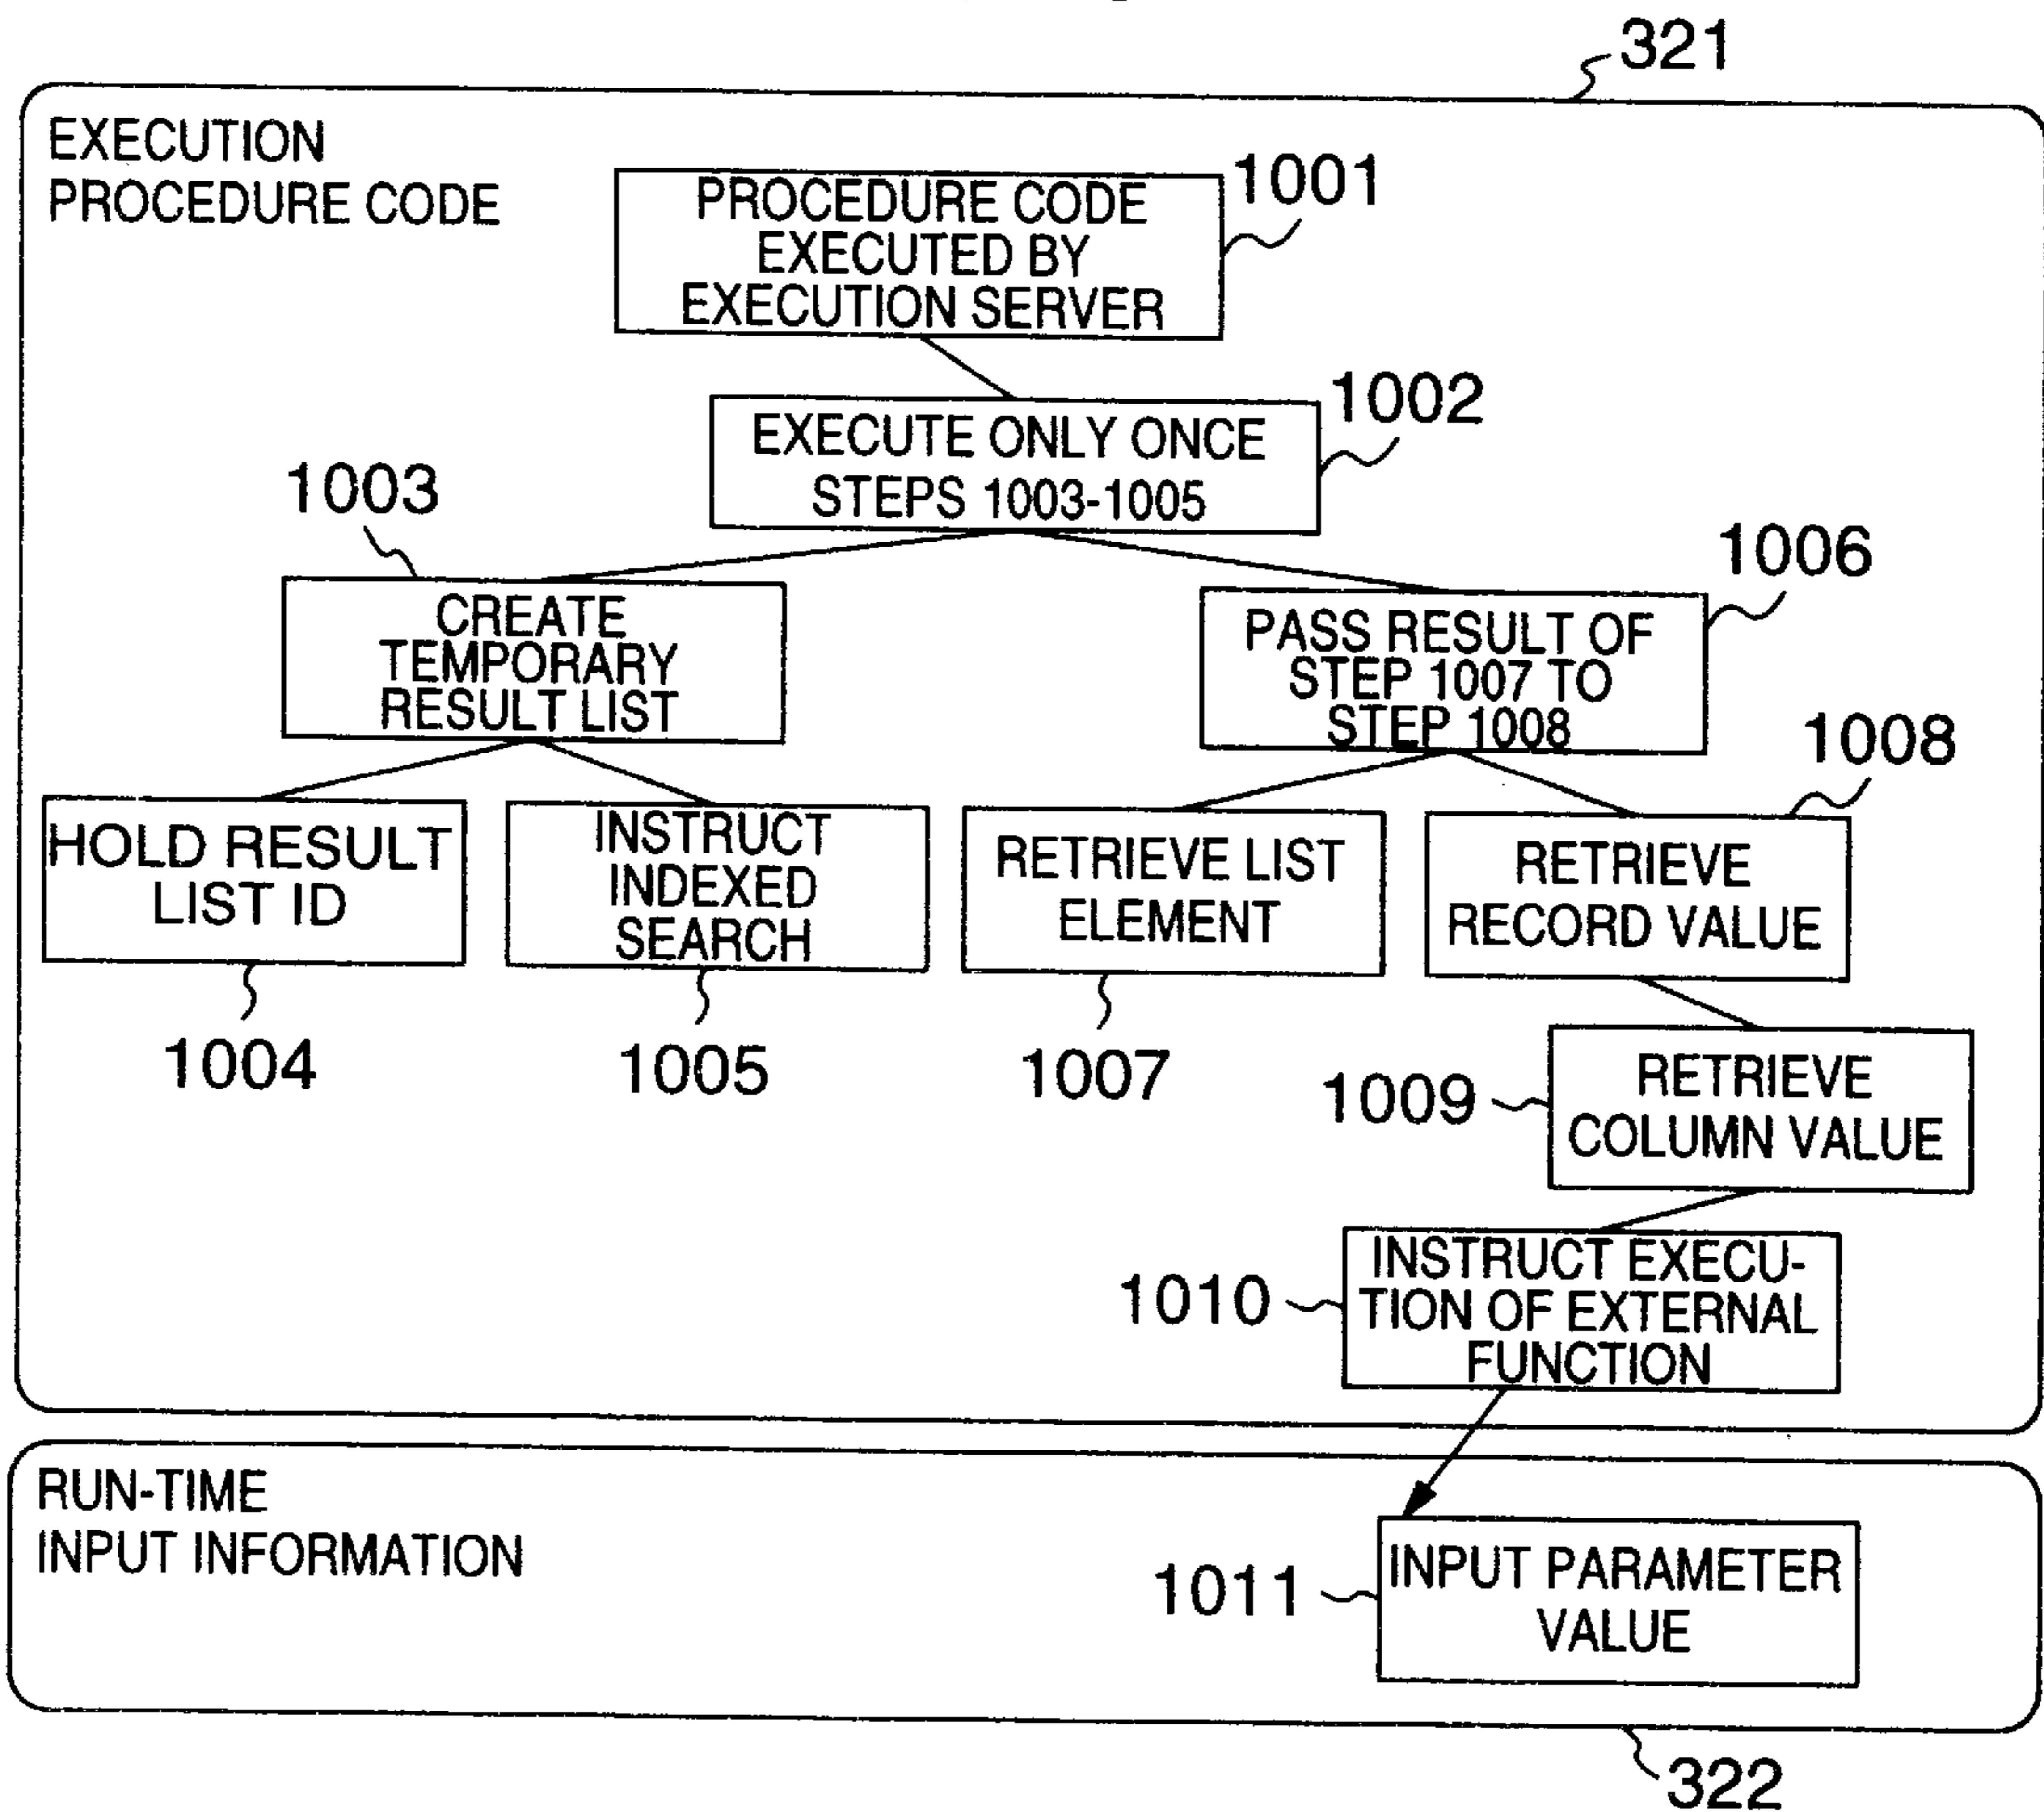 321
EXECUTION
PROCEDURE CODE
PROCEDURE CODE
EXECUTED BY
EXECUTION SERVER
1001
EXECUTE ONLY ONCE
STEPS 1003-1005
1002
1003
CREATE
TEMPORARY
RESULT LIST
PASS RESULT OF
STEP 1007 TO
STEP 1008
1006
1008
HOLD RESULT
LIST ID
INSTRUCT
INDEXED
SEARCH
RETRIEVE LIST
ELEMENT
RETRIEVE
RECORD VALUE
1004
1005
1007
1009
RETRIEVE
COLUMN VALUE
1010
INSTRUCT EXECU-
TION OF EXTERNAL
FUNCTION
RUN-TIME
INPUT INFORMATION
1011
INPUT PARAMETER
VALUE
322